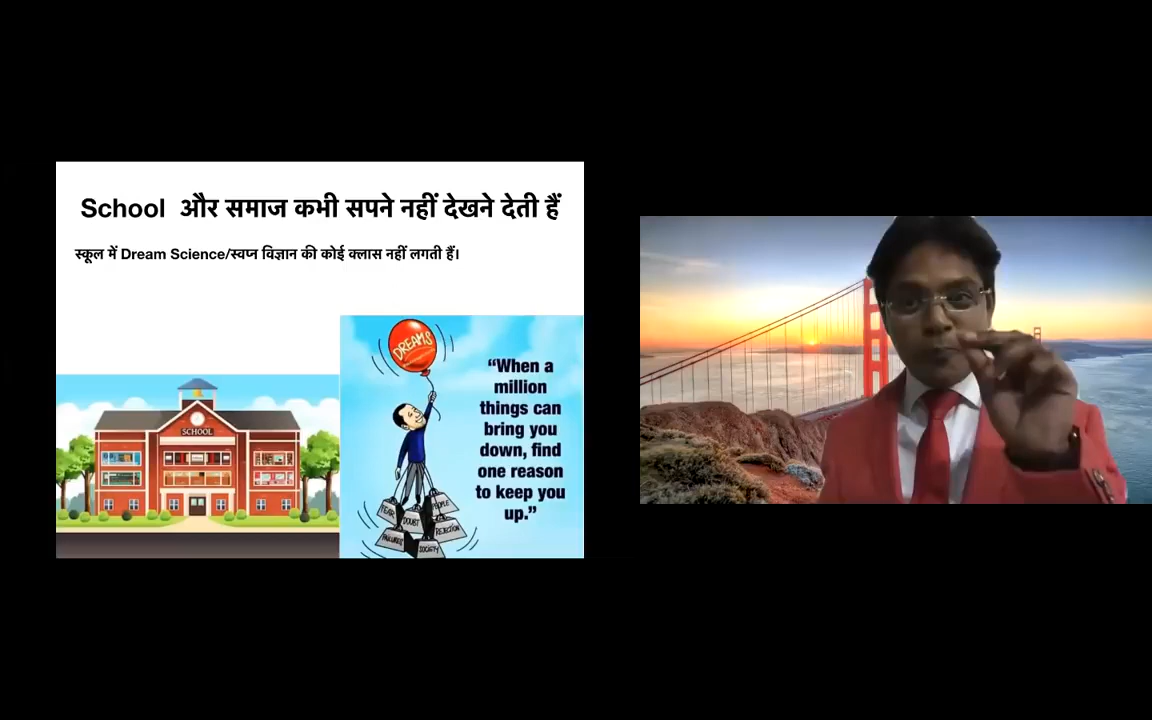 School और समाज कभी सपने नहीं देखने देती हैं
स्कूल में Dream Science/स्वप्न विज्ञान की कोई क्लास नहीं लगती हैं।
SCHOOL
DREAMS
“When a
million
things can
bring you
down, find
one reason
to keep you
up.”
FEAR
DOUBT
PEOPLE
REJECTION
FAILURES
SOCIETY